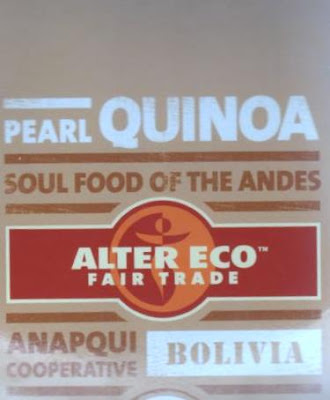 PEARL QUINOA
SOUL FOOD OF THE ANDES
ALTER ECO™
FAIR TRADE
ANAPQUI
COOPERATIVE
BOLIVIA